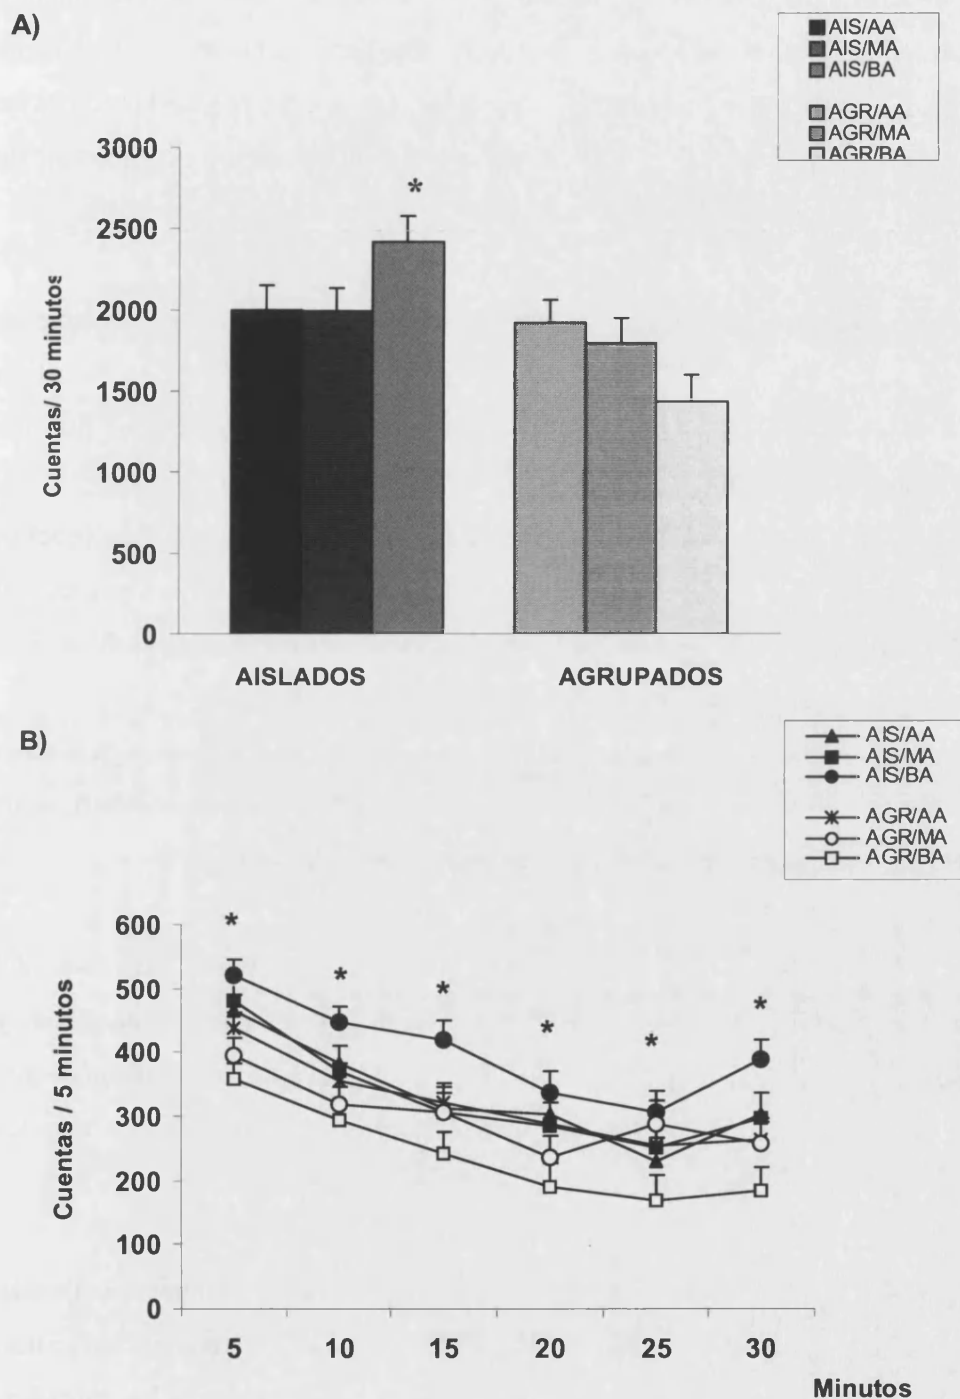 A)
AIS/AA
AIS/MA
AIS/BA
AGR/AA
AGR/MA
AGR/BA
3000
2500
2000
1500
1000
500
0
Cuentas/ 30 minutos
*
AISLADOS
AGRUPADOS
B)
AIS/AA
AIS/MA
AIS/BA
AGR/AA
AGR/MA
AGR/BA
600
500
400
300
200
100
0
Cuentas / 5 minutos
* * * * * *
5 10 15 20 25 30
Minutos